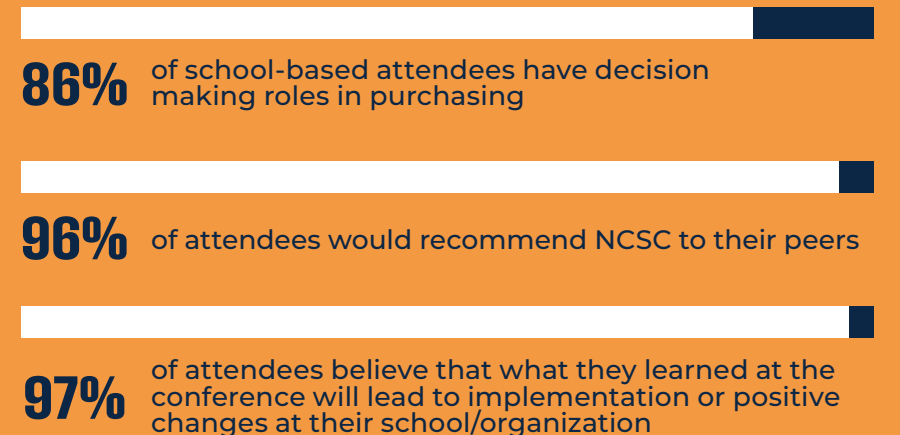 86% of school-based attendees have decision
making roles in purchasing
96% of attendees would recommend NCSC to their peers
of attendees believe that what they learned at the
97% conference will lead to implementation or positive
changes at their school/organization